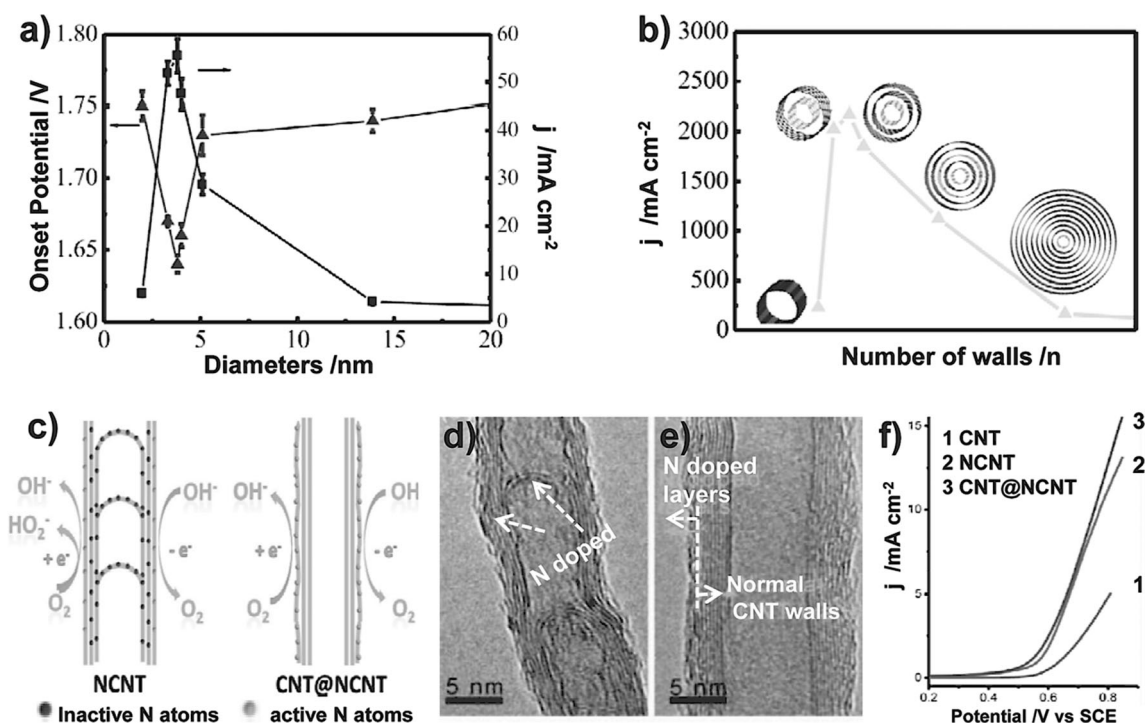 a)
1.80
1.75
1.70
1.65
1.60
Onset Potential /V
60
50
40
30
20
10
0
j /mA cm-2
0
5
10
15
20
Diameters /nm
b)
3000
2500
2000
1500
1000
500
0
j /mA cm-2
Number of walls /n
c)
OH-
HO2-
+ e-
O2
OH-
- e-
O2
OH-
+ e-
O2
OH
- e-
O2
NCNT
CNT@NCNT
Inactive N atoms
active N atoms
d)
N doped
5 nm
e)
N doped
layers
Normal
CNT walls
5 nm
f)
15
10
5
0
j /mA cm-2
1 CNT
2 NCNT
3 CNT@NCNT
3
2
1
0.2
0.4
0.6
0.8
Potential /V vs SCE